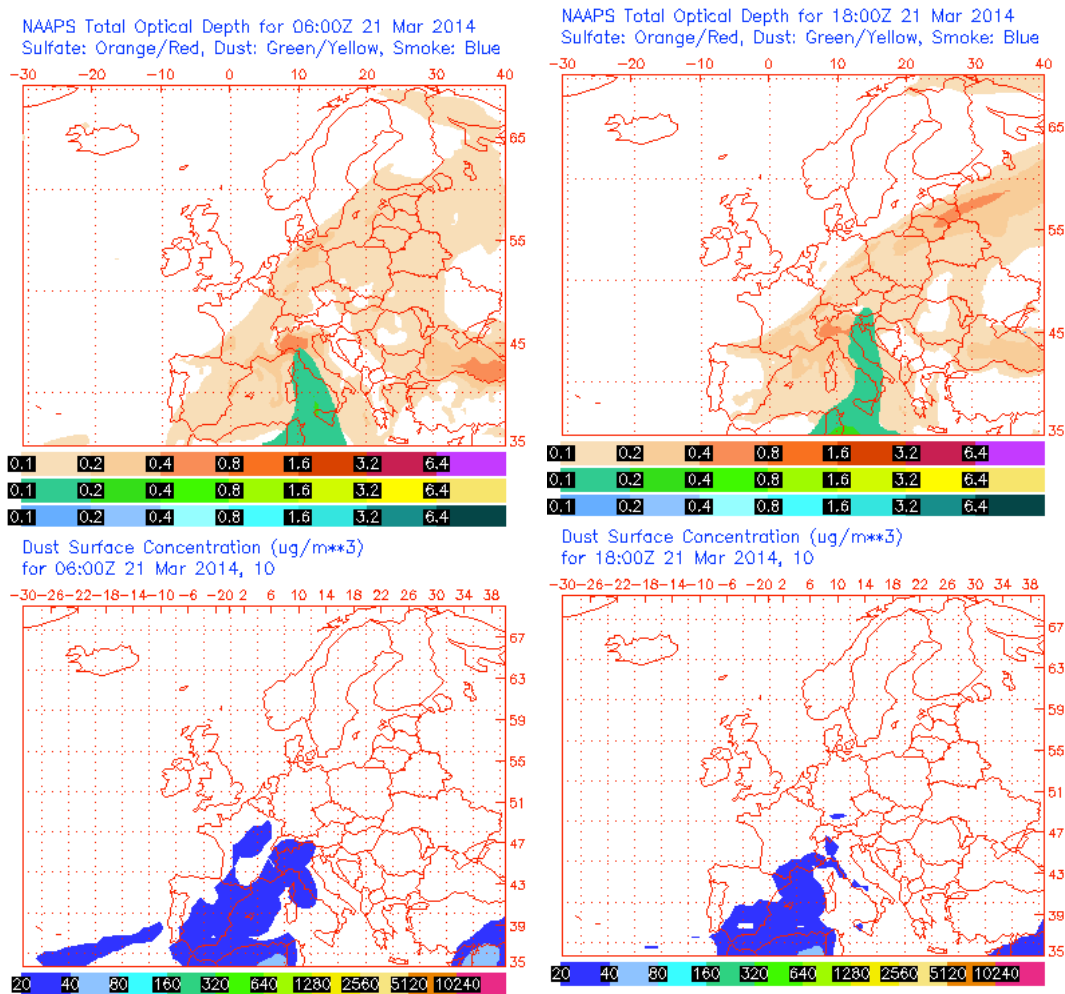 NAAPS Total Optical Depth for 06:00Z 21 Mar 2014
Sulfate: Orange/Red, Dust: Green/Yellow, Smoke: Blue
-30 -20 -10 0 10 20 30 40
65
55
45
35
0.1 0.2 0.4 0.8 1.6 3.2 6.4
0.1 0.2 0.4 0.8 1.6 3.2 6.4
0.1 0.2 0.4 0.8 1.6 3.2 6.4
NAAPS Total Optical Depth for 18:00Z 21 Mar 2014
Sulfate: Orange/Red, Dust: Green/Yellow, Smoke: Blue
-30 -20 -10 0 10 20 30 40
65
55
45
35
0.1 0.2 0.4 0.8 1.6 3.2 6.4
0.1 0.2 0.4 0.8 1.6 3.2 6.4
0.1 0.2 0.4 0.8 1.6 3.2 6.4
Dust Surface Concentration (ug/m**3)
for 06:00Z 21 Mar 2014, 10
-30-26-22-18-14-10 -6 -2 2 6 10 14 18 22 26 30 34 38
67
63
59
55
51
47
43
39
35
20 40 80 160 320 640 1280 2560 5120 10240
Dust Surface Concentration (ug/m**3)
for 18:00Z 21 Mar 2014, 10
-30-26-22-18-14-10 -6 -2 2 6 10 14 18 22 26 30 34 38
67
63
59
55
51
47
43
39
35
20 40 80 160 320 640 1280 2560 5120 10240